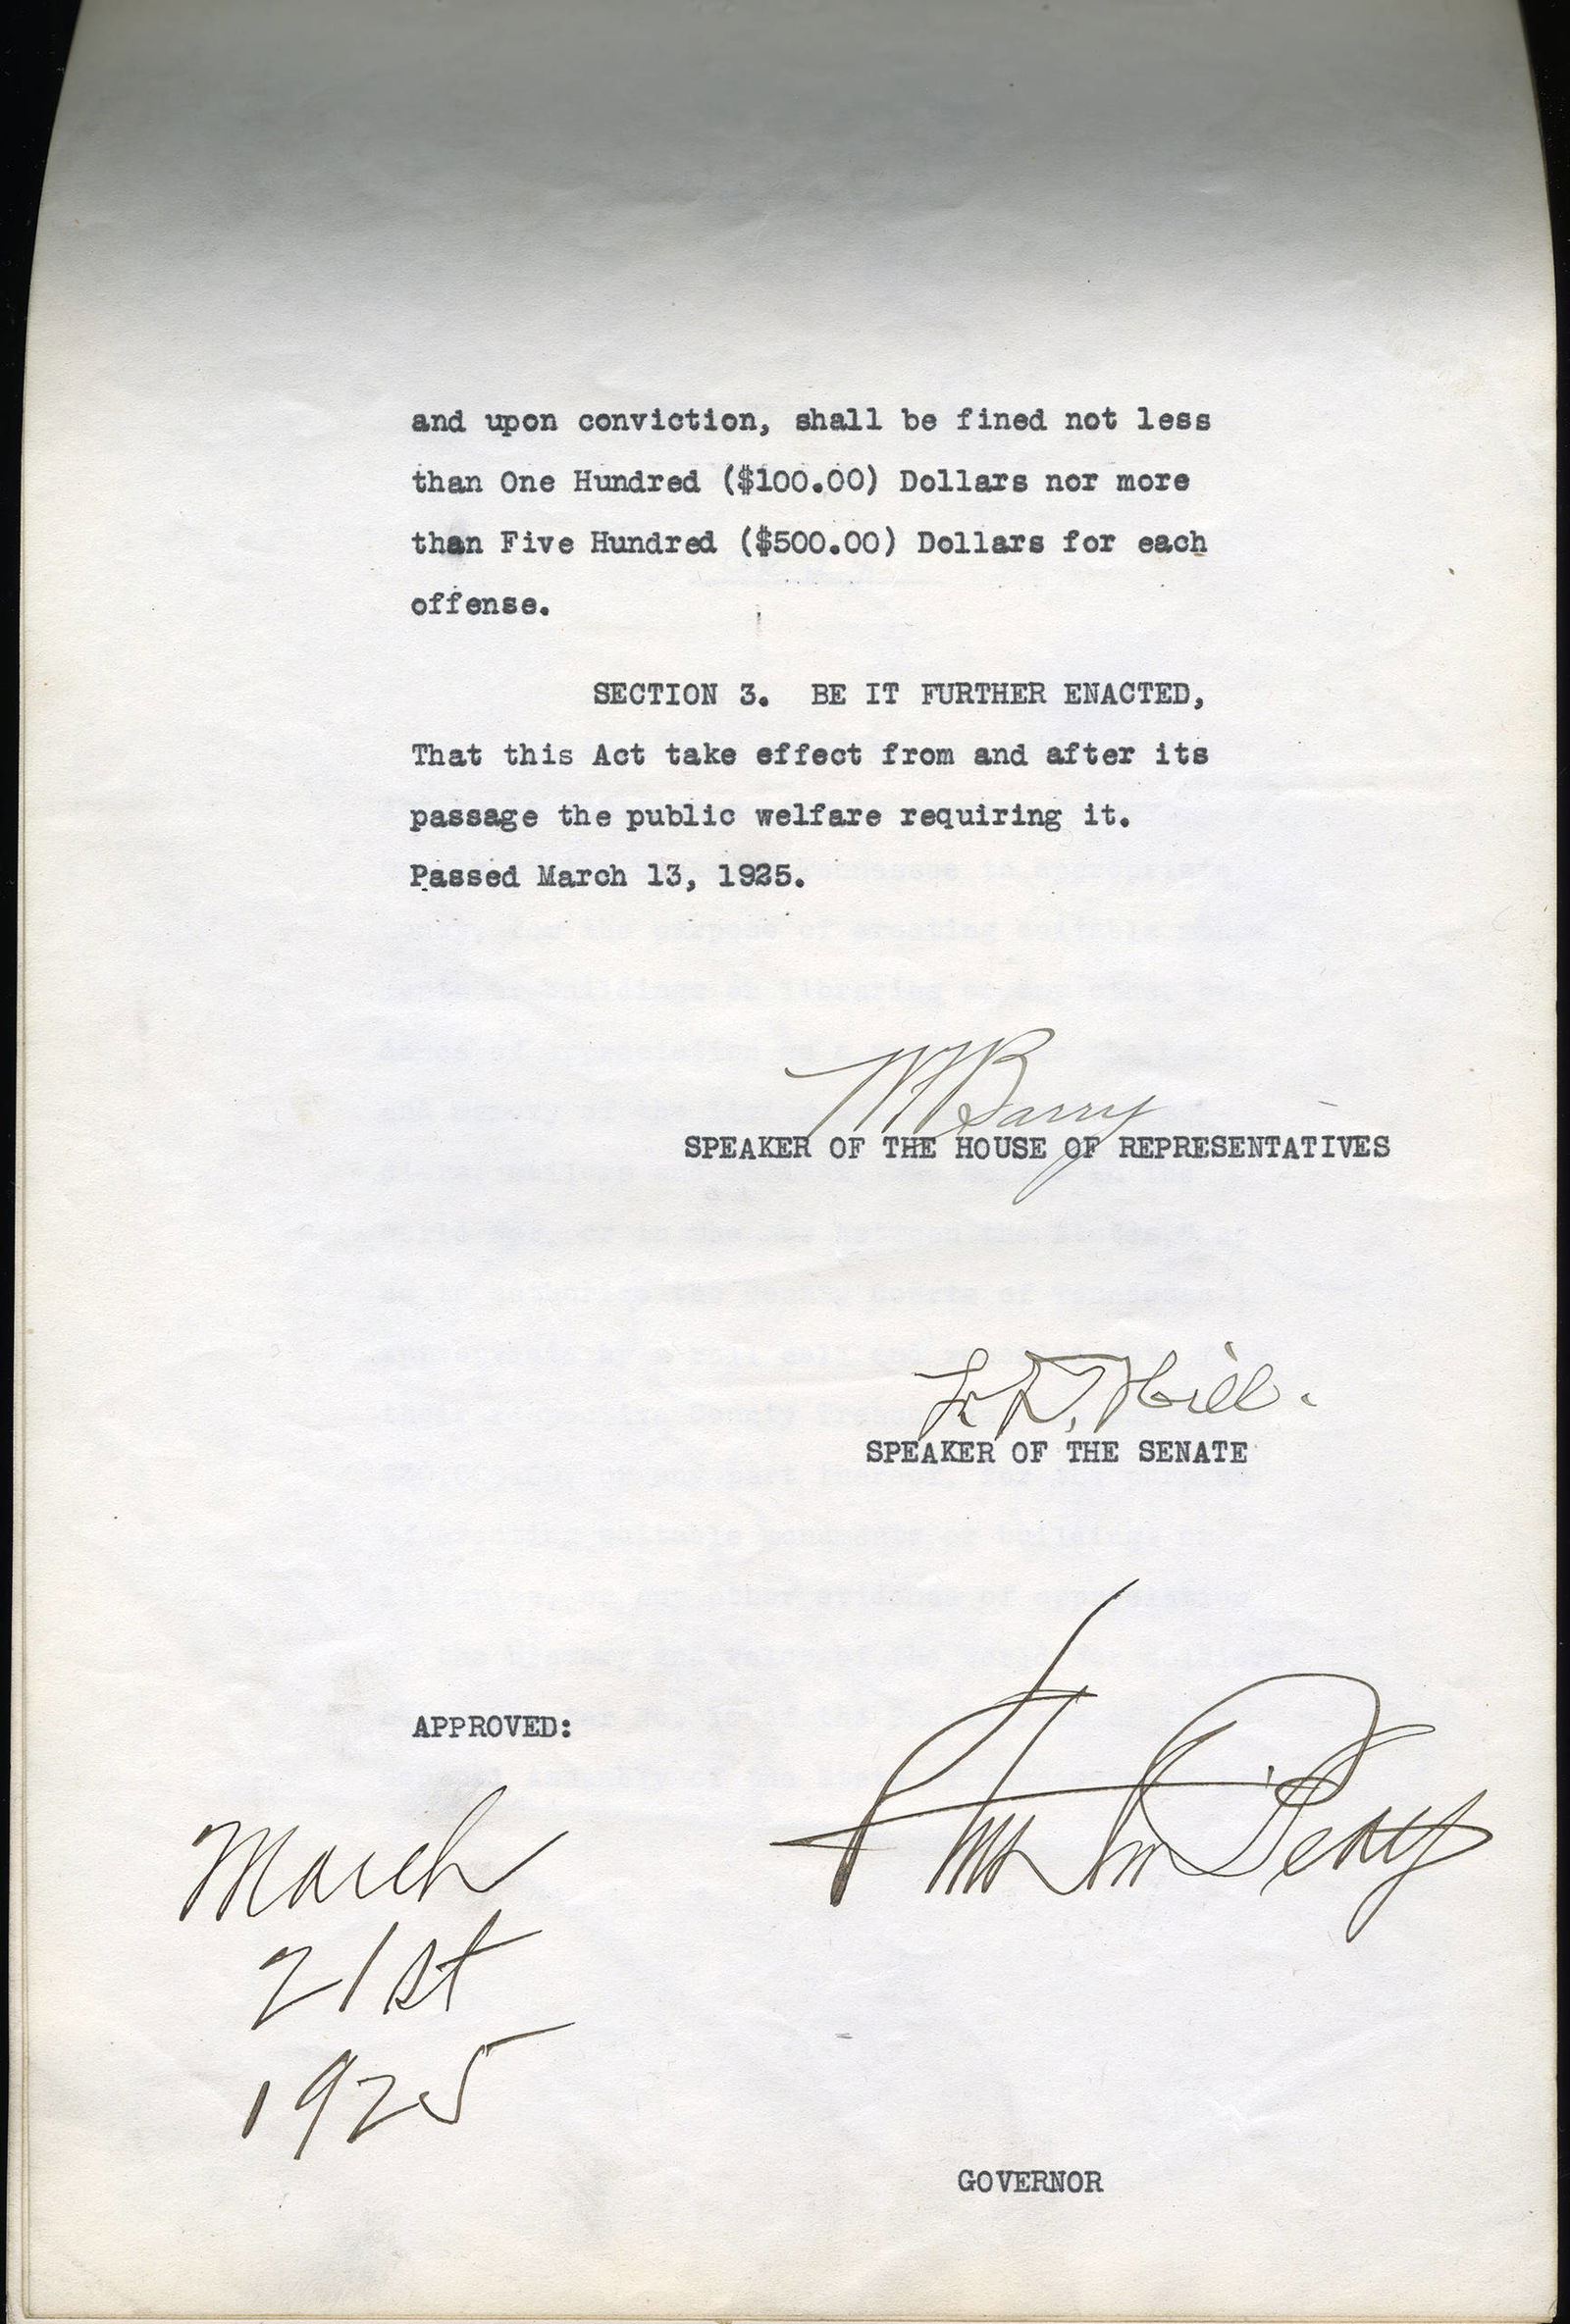 and upon conviction, shall be fined not less
than One Hundred ($100.00) Dollars nor more
than Five Hundred ($500.00) Dollars for each
offense.
SECTION 3. BE IT FURTHER ENACTED,
That this Act take effect from and after its
passage the public welfare requiring it.
Passed March 13, 1925.
W F Barry
SPEAKER OF THE HOUSE OF REPRESENTATIVES
L D, Hill.
SPEAKER OF THE SENATE
APPROVED:
Peay
March
21st
1925
GOVERNOR